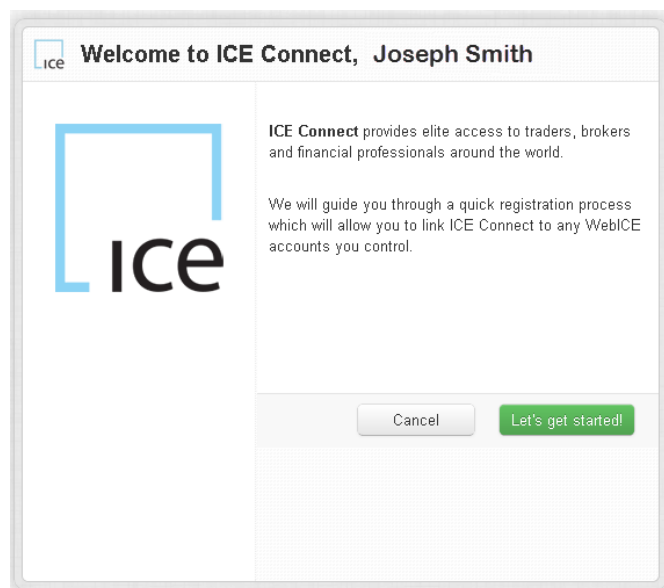 ice Welcome to ICE Connect, Joseph Smith
ice
ICE Connect provides elite access to traders, brokers
and financial professionals around the world.
We will guide you through a quick registration process
which will allow you to link ICE Connect to any WebICE
accounts you control.
Cancel Let's get started!